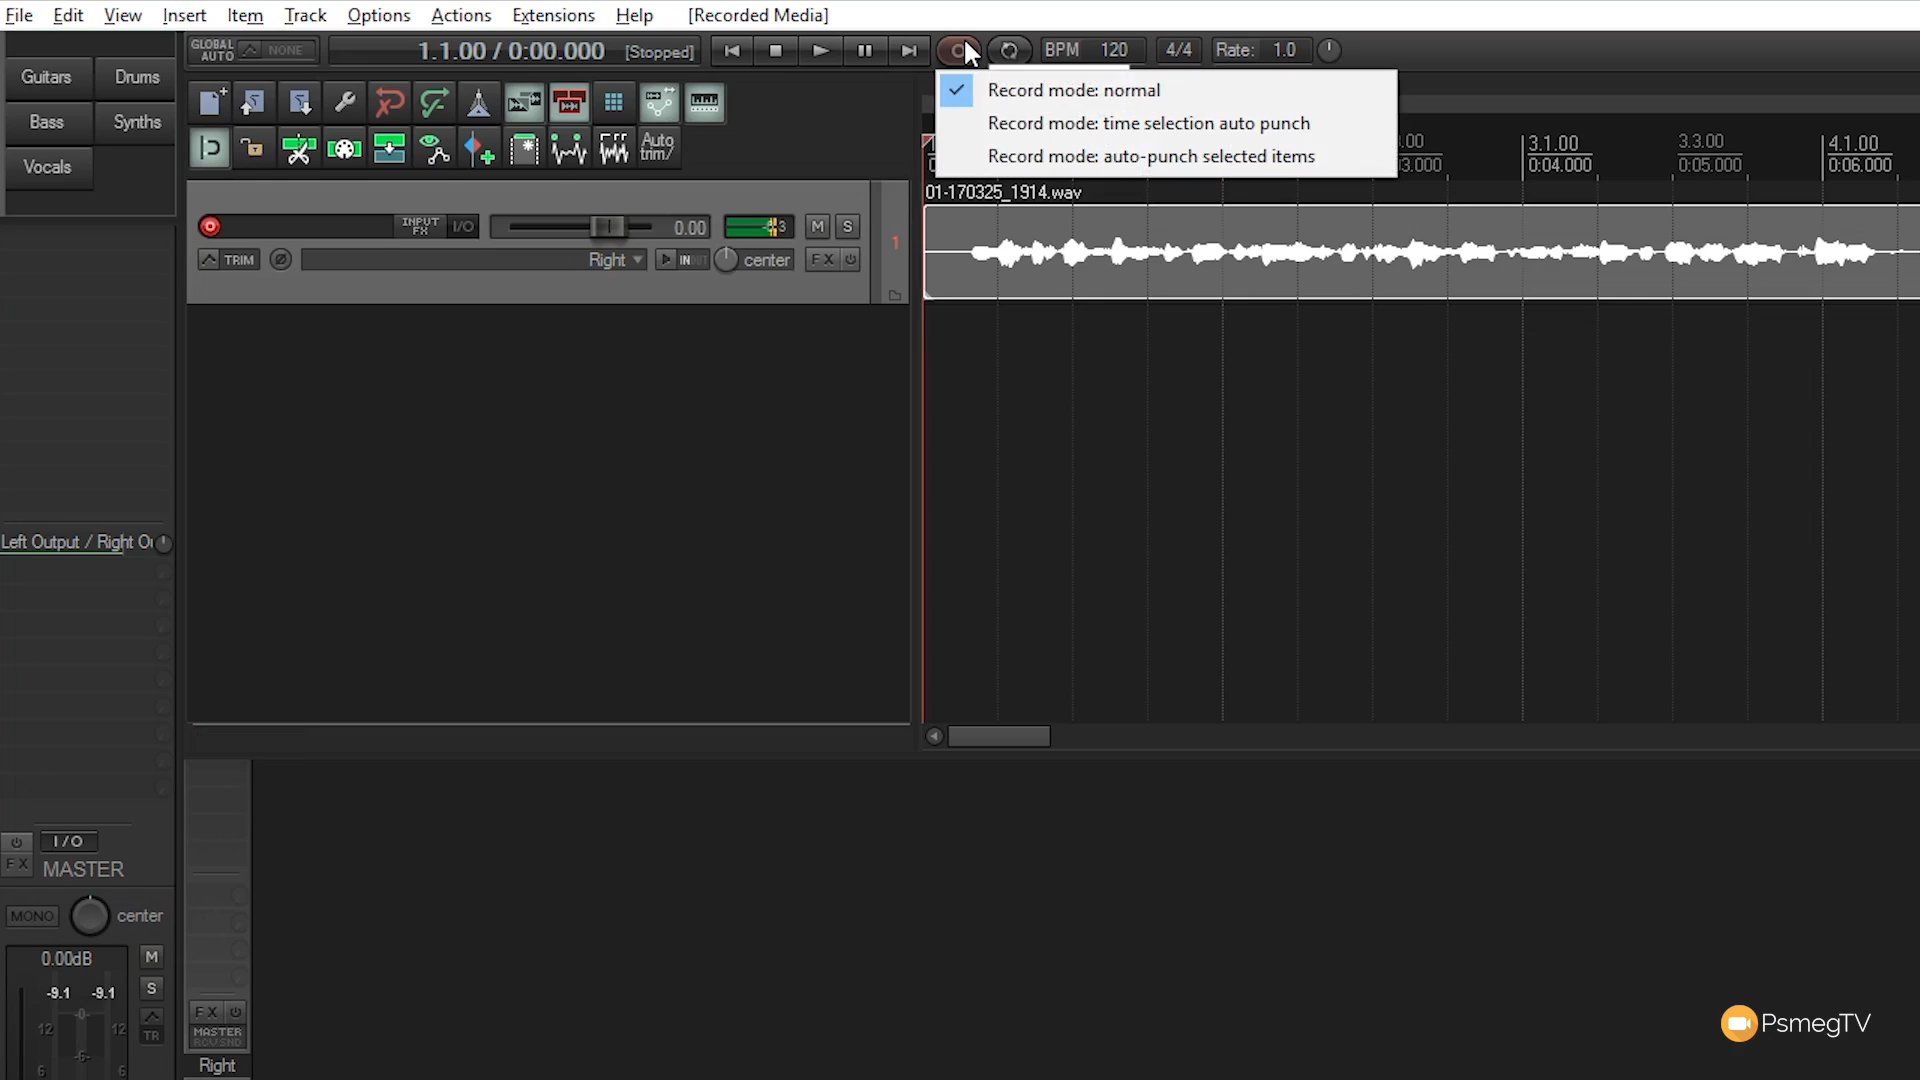 File Edit View Insert Item Track Options Actions Extensions Help [Recorded Media]
GLOBAL AUTO NONE 1.1.00 / 0:00.000 [Stopped] BPM 120 4/4 Rate: 1.0
Guitars Drums
Bass Synths
Vocals
Auto trim/
Record mode: normal
Record mode: time selection auto punch
Record mode: auto-punch selected items
3.1.00 3.3.00 4.1.00
0:04.000 0:05.000 0:06.000
01-170325_1914.wav
INPUT FX I/O 0.00 M S
TRIM Right IN center FX
1
Left Output / Right
I/O
FX MASTER
MONO center
0.00dB M
-9.1 -9.1 S
-0-
12 12 TR
-6-
6 6
FX
MASTER
RCV SND
Right
PsmegTV